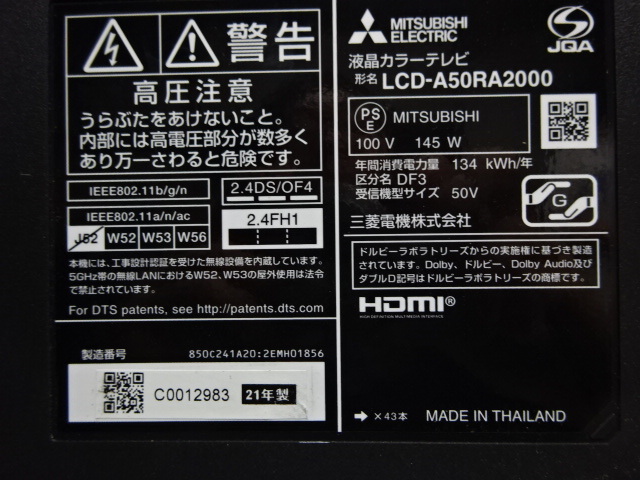 警告
高圧注意
うらぶたをあけないこと。
内部には高電圧部分が数多く
あり万一さわると危険です。
IEEE802.11b/g/n
2.4DS/OF4
IEEE802.11a/n/ac
J52 W52 W53 W56
2.4FH1
本機には、工事設計認証を受けた無線設備を内蔵しています。
5GHz帯の無線LANにおけるW52、W53の屋外使用は法令
で禁止されています。
For DTS patents, see http://patents.dts.com
製造番号 850C241A20:2EMH01856
C0012983 21年製
MITSUBISHI
ELECTRIC
JQA
液晶カラーテレビ
形名 LCD-A50RA2000
PS
E
MITSUBISHI
100 V 145 W
年間消費電力量 134 kWh/年
区分名 DF3
受信機型サイズ 50V
G
三菱電機株式会社
ドルビーラボラトリーズからの実施権に基づき製造
されています。Dolby、ドルビー、Dolby Audio及び
ダブルD記号はドルビーラボラトリーズの商標です。
HDMI®
HIGH DEFINITION MULTIMEDIA INTERFACE
➔ ×43本 MADE IN THAILAND